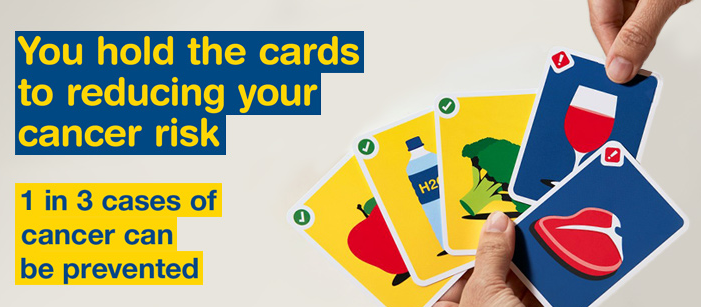 You hold the cards
to reducing your
cancer risk
1 in 3 cases of
cancer can
be prevented
H2O